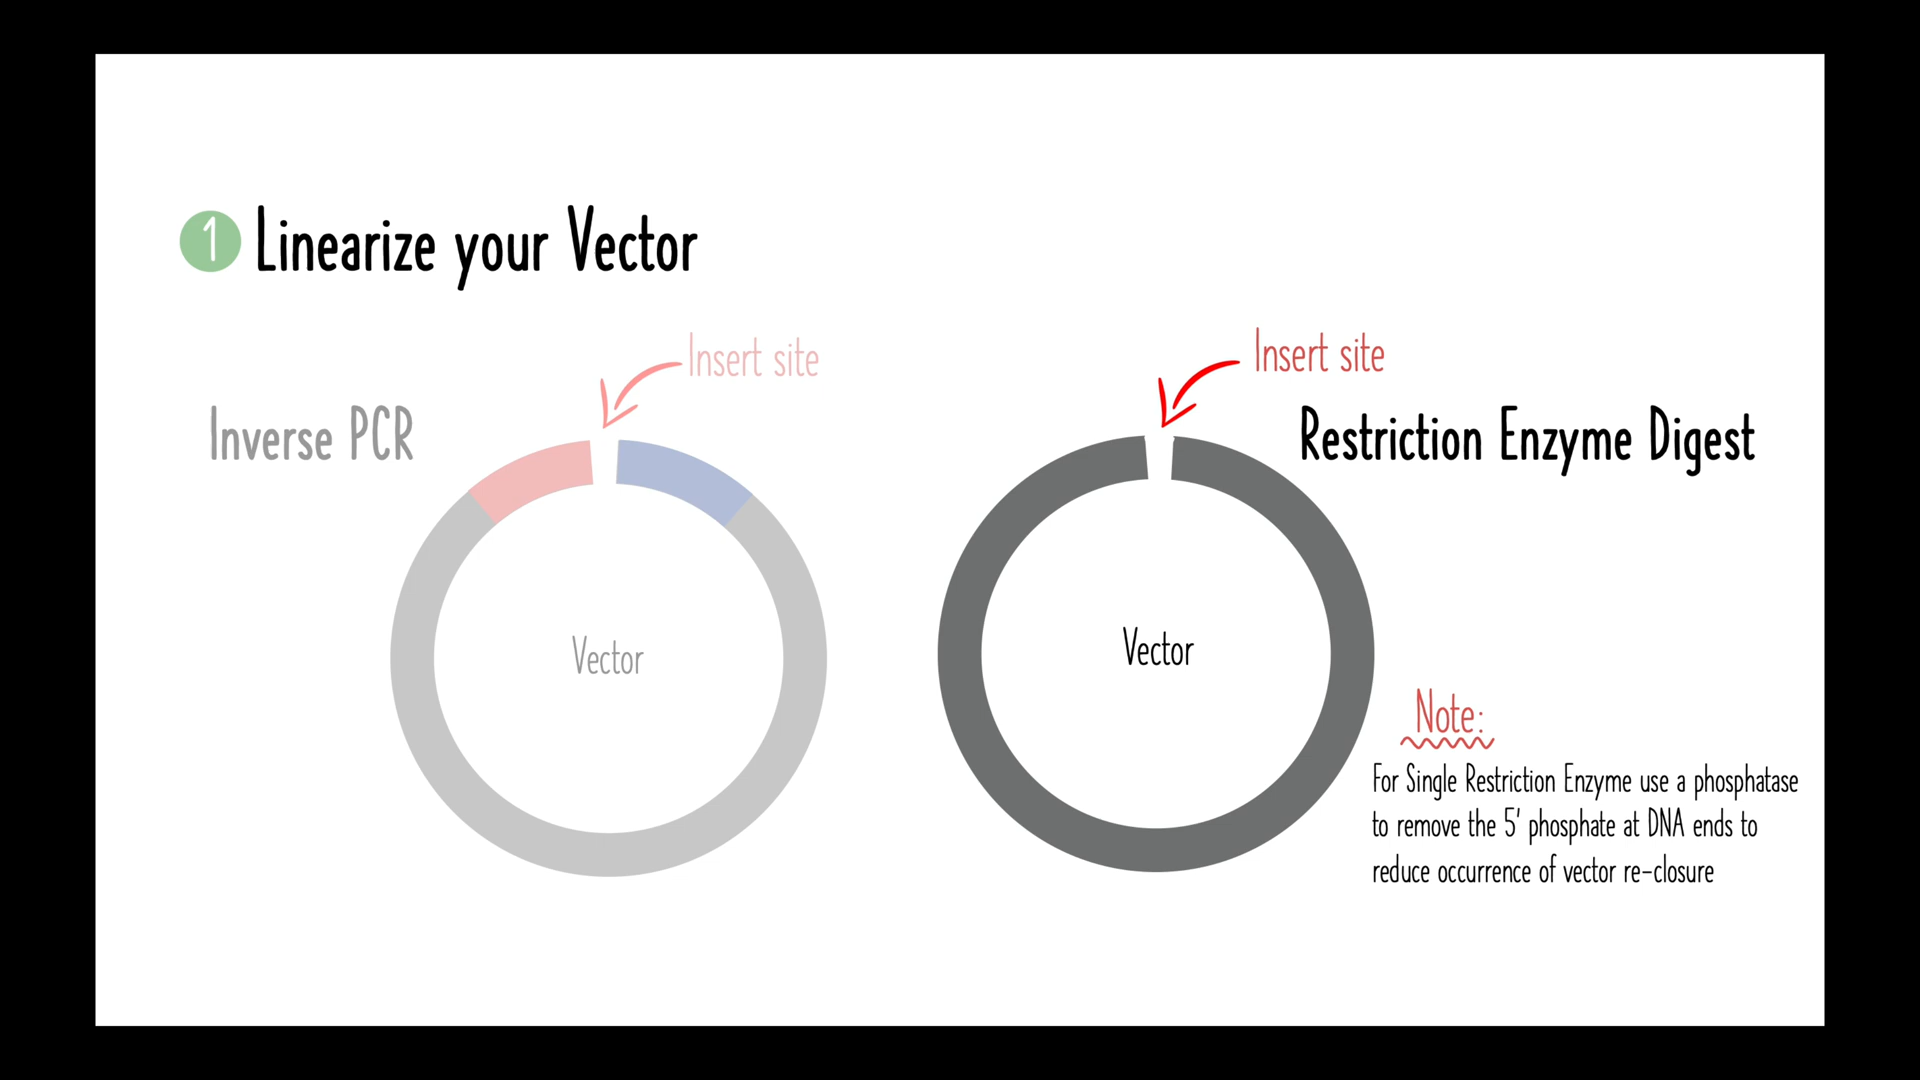 1 Linearize your Vector
Insert site
Inverse PCR
Vector
Insert site
Restriction Enzyme Digest
Vector
Note:
For Single Restriction Enzyme use a phosphatase
to remove the 5' phosphate at DNA ends to
reduce occurrence of vector re-closure